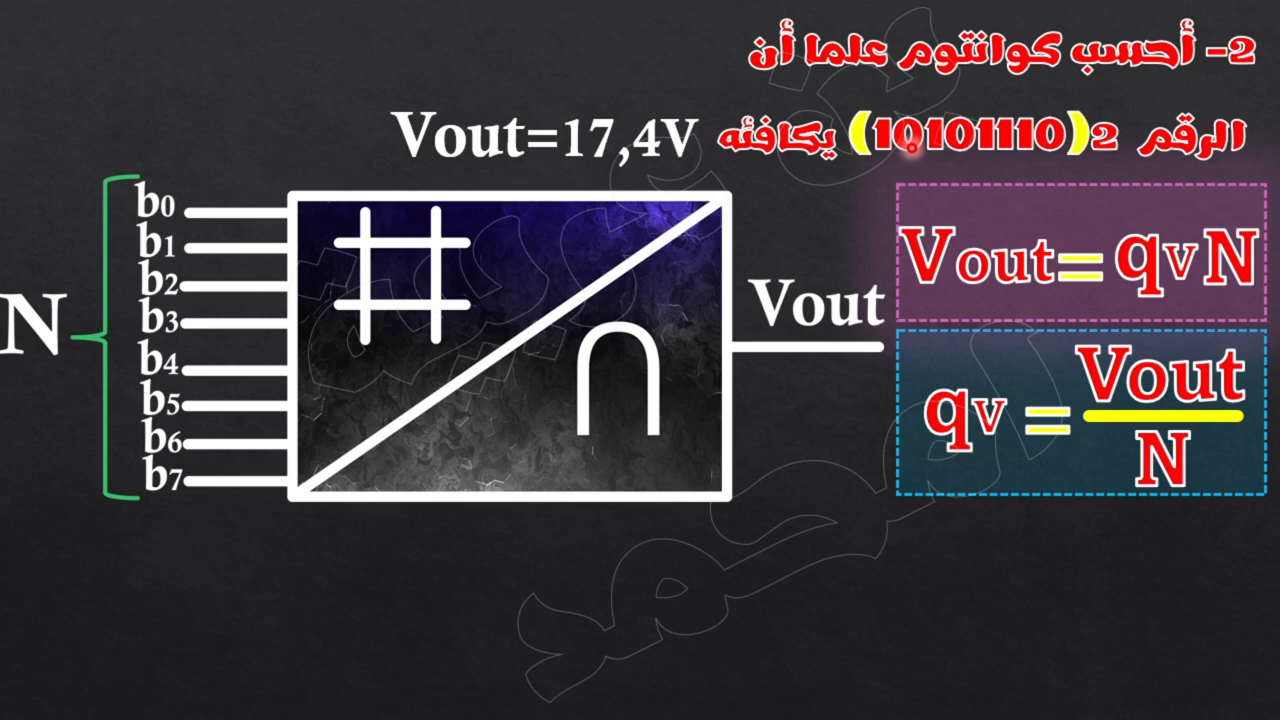 2- أحسب كوانتوم علما أن
الرقم 2(10101110) يكافئه
Vout=17,4V
b0
b1
b2
b3
b4
b5
b6
b7
N
#
∩
Vout
Vout=qvN
qv = Vout
N